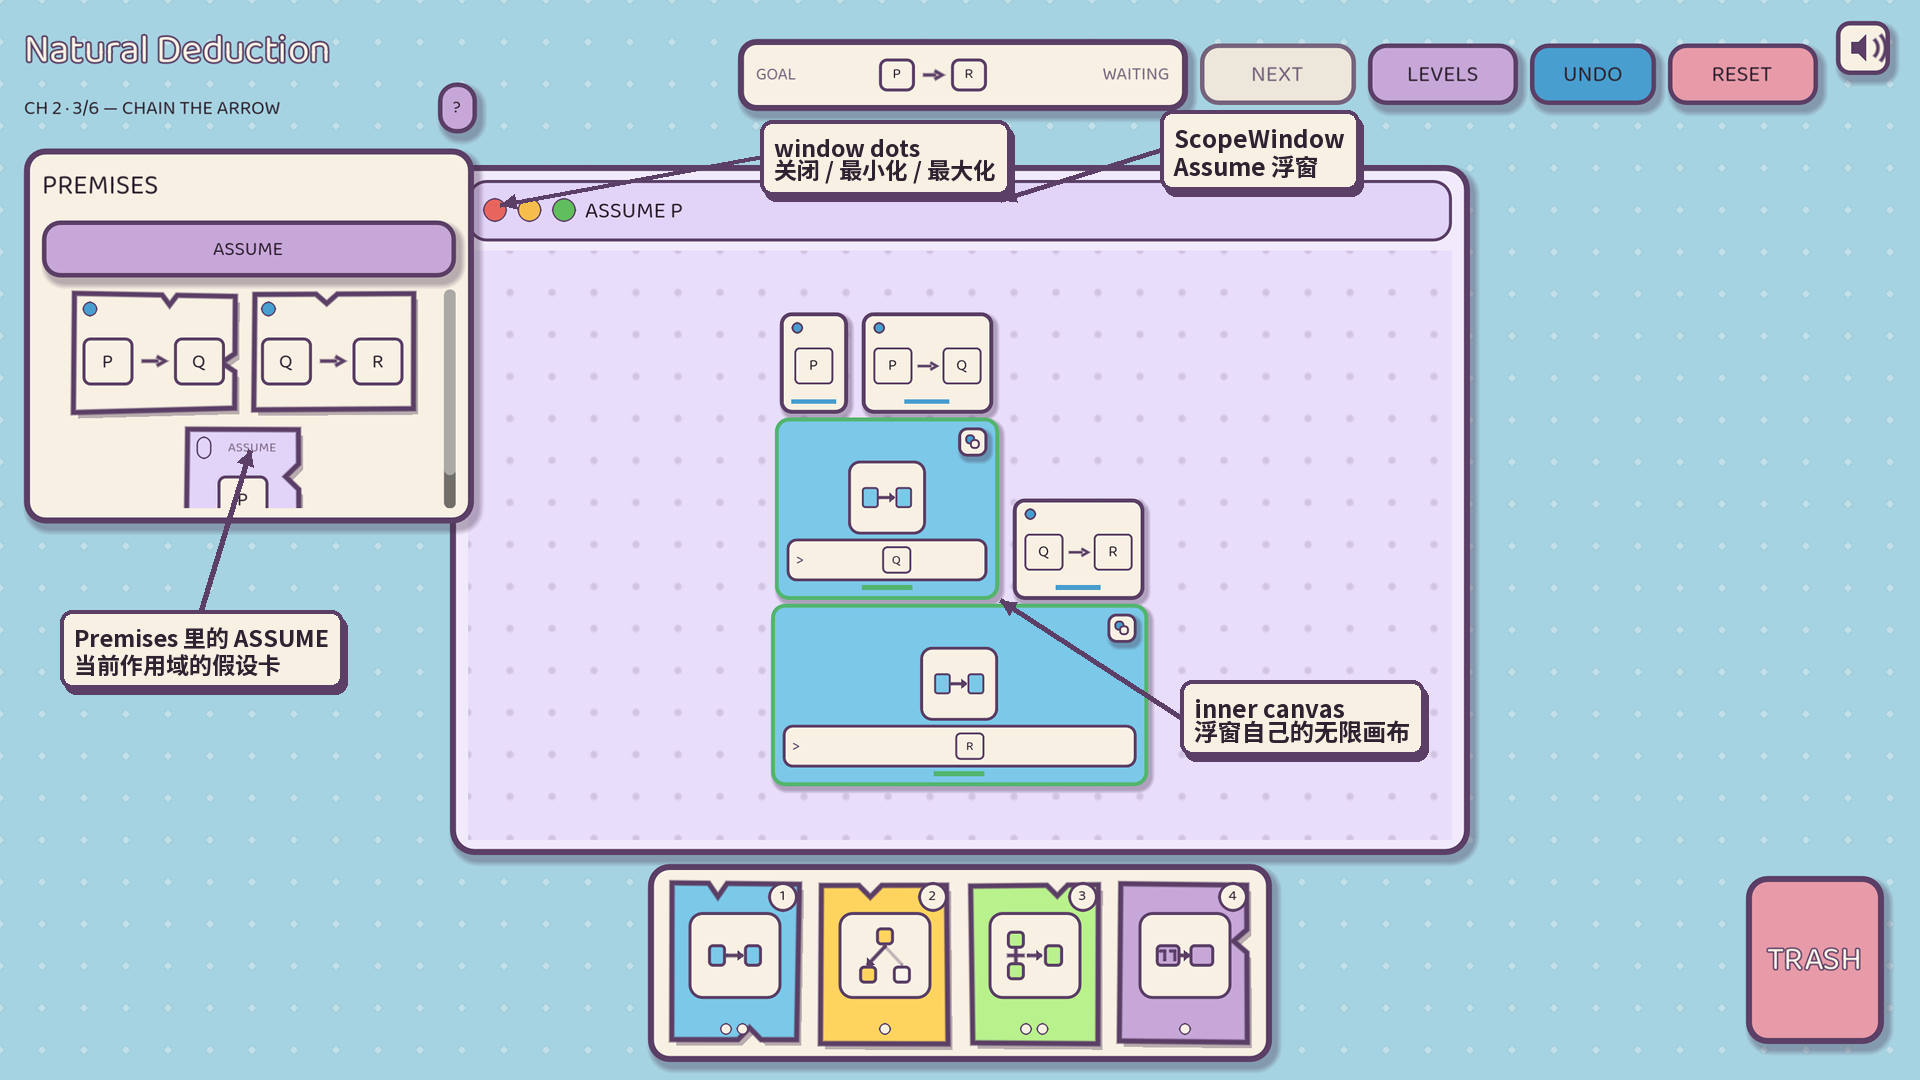 Natural Deduction
CH 2 · 3/6 — CHAIN THE ARROW
?
GOAL
P
R
WAITING
NEXT
LEVELS
UNDO
RESET
window dots
关闭 / 最小化 / 最大化
ScopeWindow
Assume 浮窗
PREMISES
ASSUME
P
Q
Q
R
ASSUME
P
ASSUME P
P
P
Q
> Q
Q
R
> R
Premises 里的 ASSUME
当前作用域的假设卡
inner canvas
浮窗自己的无限画布
1
2
3
4
TRASH